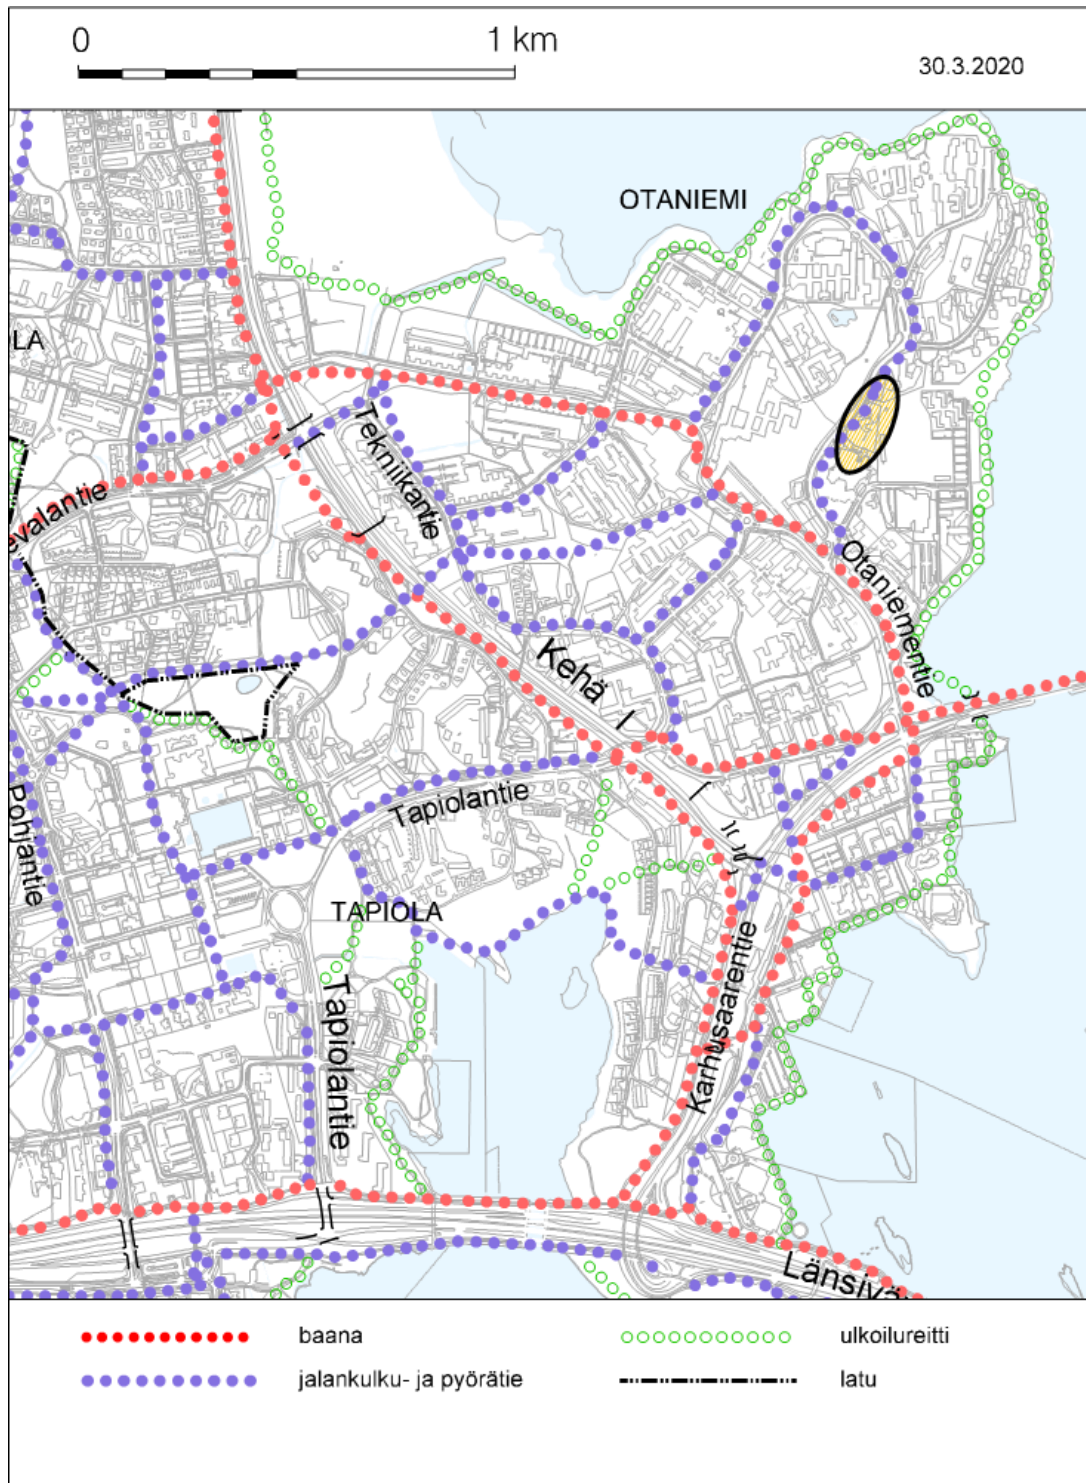 0 1 km
30.3.2020
OTANIEMI
LA
Tekniikantie
evalantie
Otaniementie
Kehä I
Tapiolantie
Pohjantie
TAPIOLA
Karhusaarentie
Tapiolantie
Länsivä
baana
ulkoilureitti
jalankulku- ja pyörätie
latu